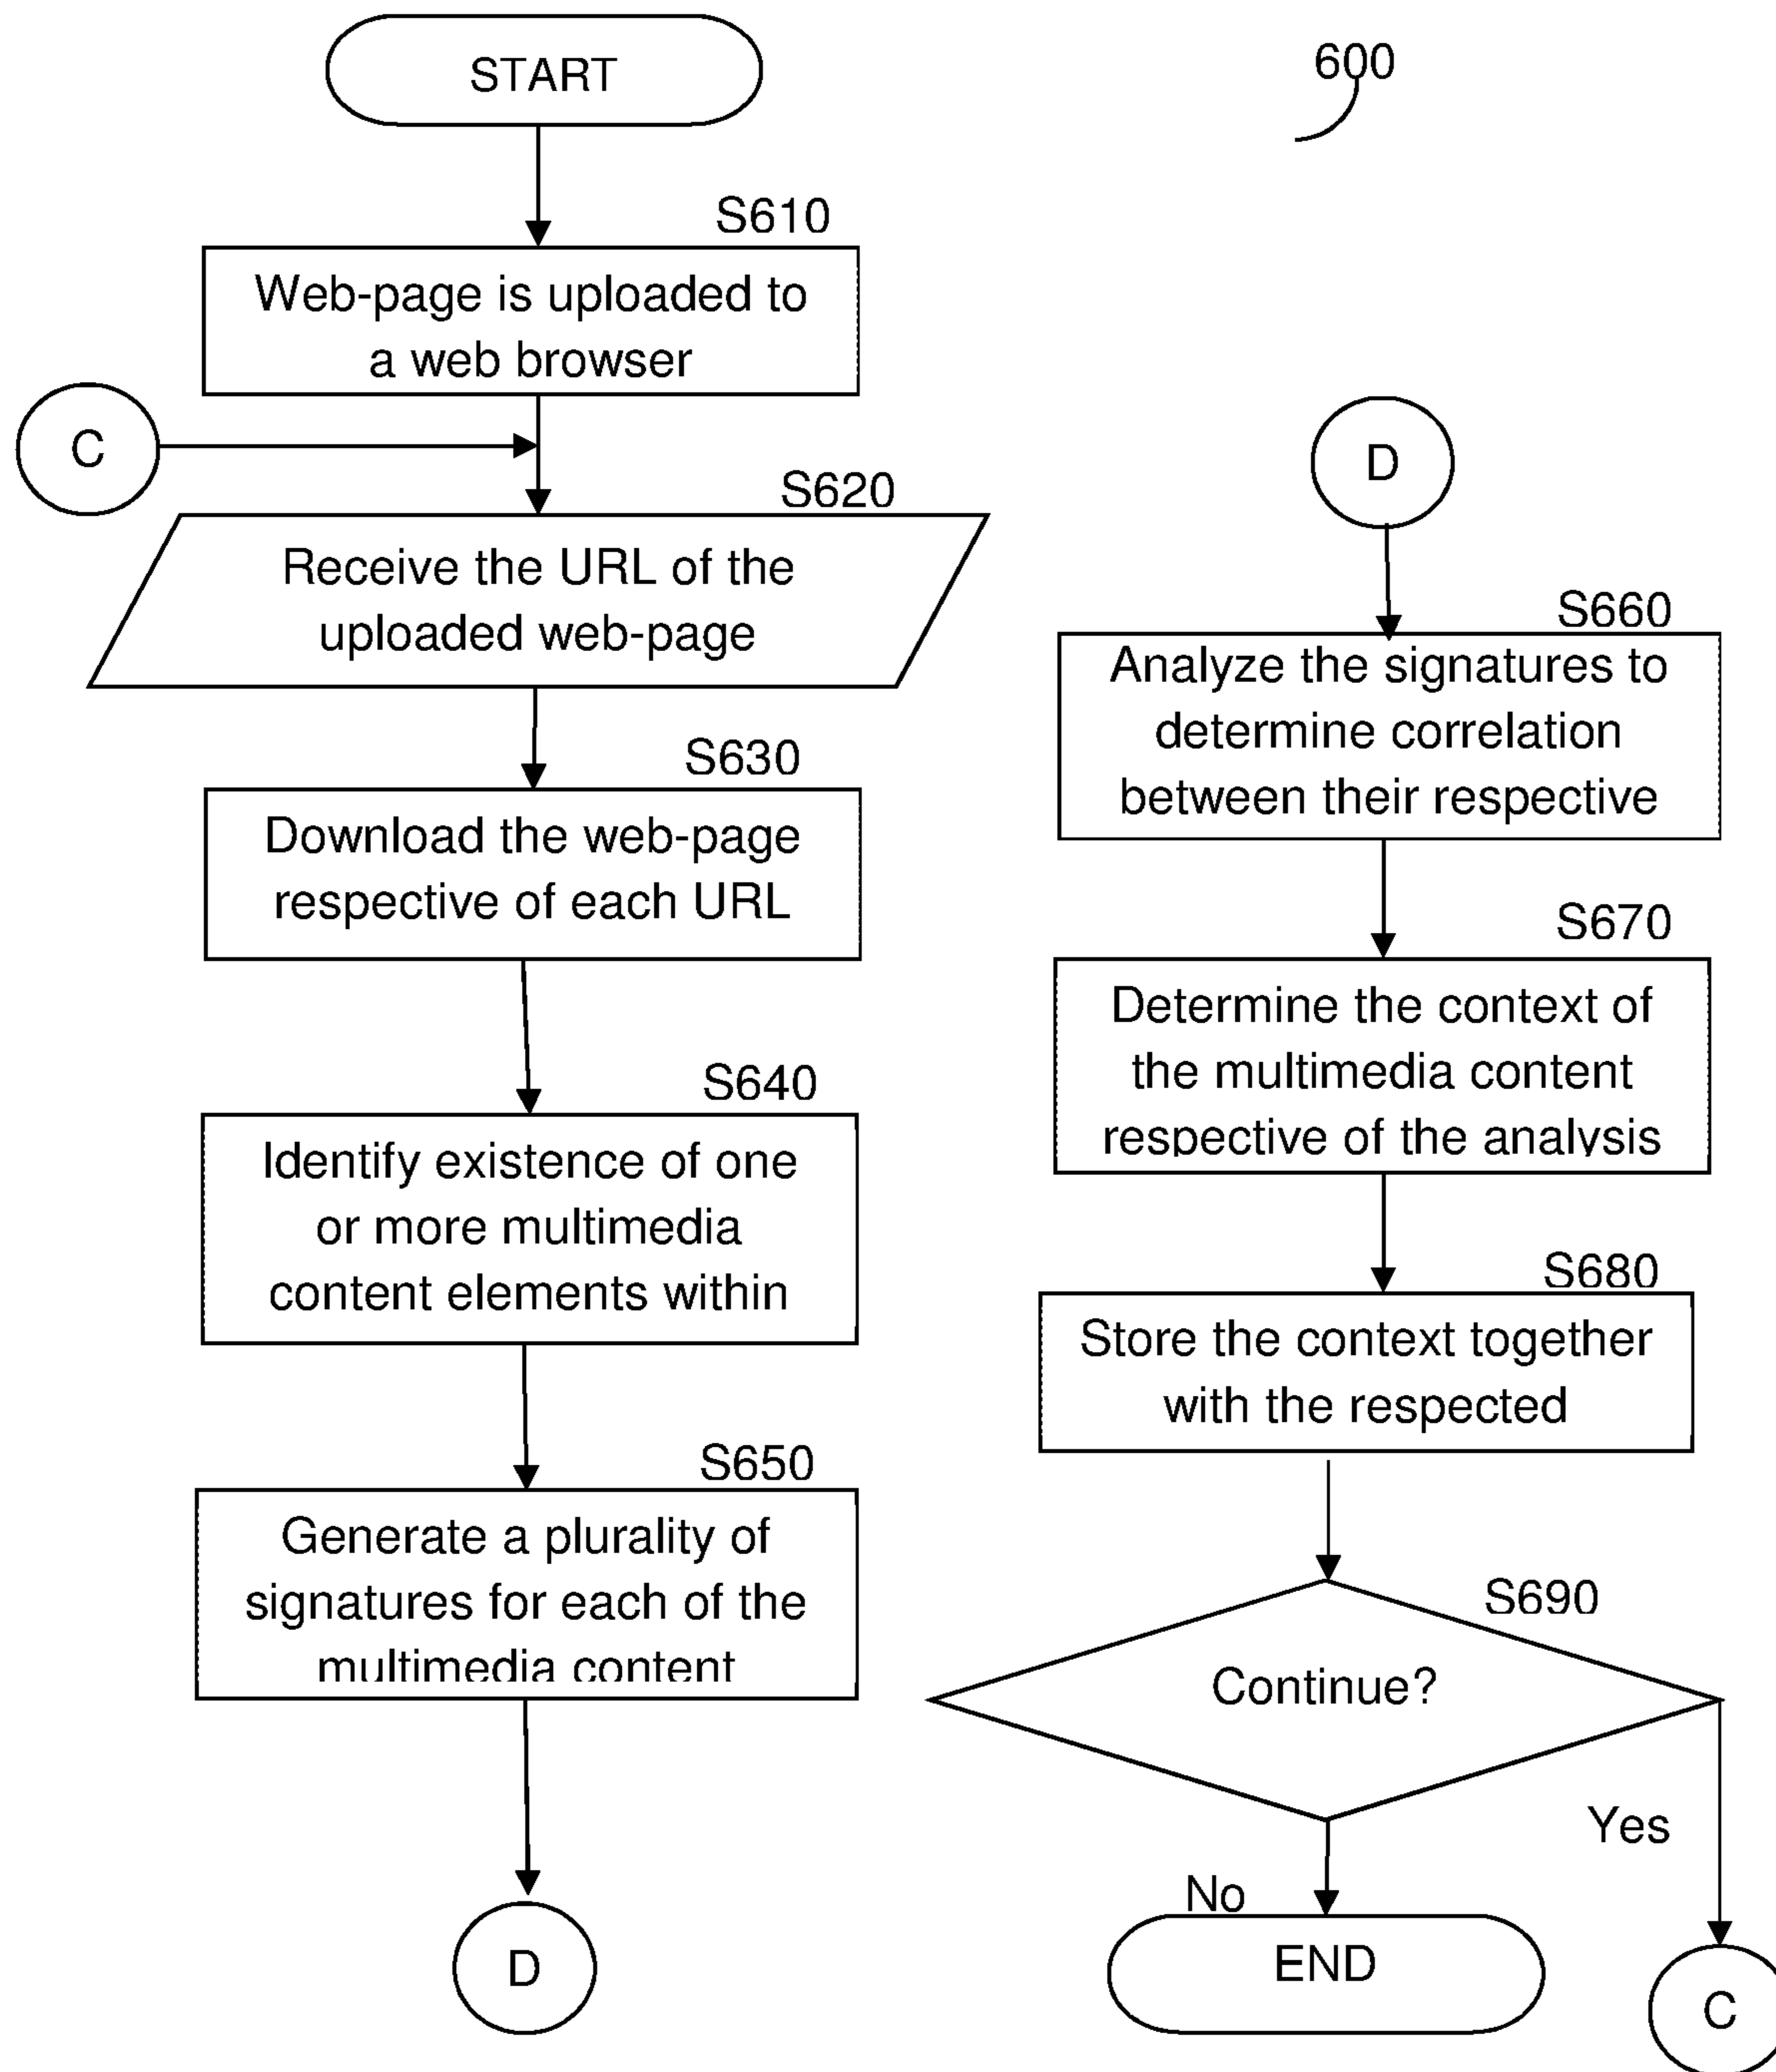 START
600
S610
Web-page is uploaded to
a web browser
C
S620
Receive the URL of the
uploaded web-page
S630
Download the web-page
respective of each URL
S640
Identify existence of one
or more multimedia
content elements within
S650
Generate a plurality of
signatures for each of the
multimedia content
D
D
S660
Analyze the signatures to
determine correlation
between their respective
S670
Determine the context of
the multimedia content
respective of the analysis
S680
Store the context together
with the respected
S690
Continue?
Yes
No
END
C